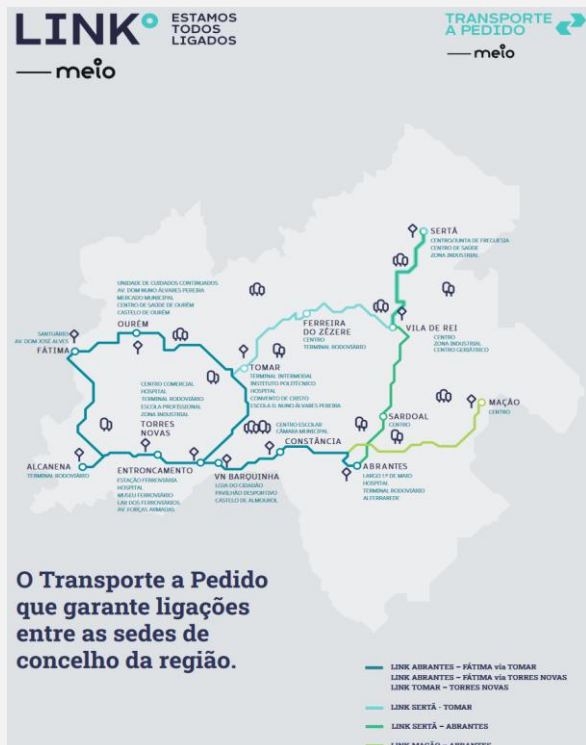 LINK
ESTAMOS
TODOS
LIGADOS
meio
TRANSPORTE
A PEDIDO
meio
SERTÃ
CENTRO/JUNTA DE FREGUESIA
CENTRO DE SAÚDE
ZONA INDUSTRIAL
UNIDADE DE CUIDADOS CONTINUADOS
AV. DOM NUNO ÁLVARES PEREIRA
MERCADO MUNICIPAL
CENTRO DE SAÚDE DE OURÉM
CASTELO DE OURÉM
OURÉM
SANTUÁRIO
AV. DOM JOSÉ ALVES
FÁTIMA
FERREIRA
DO ZÊZERE
CENTRO
TERMINAL RODOVIÁRIO
VILA DE REI
CENTRO
ZONA INDUSTRIAL
CENTRO GERIÁTRICO
TOMAR
TERMINAL INTERMODAL
INSTITUTO POLITÉCNICO
HOSPITAL
CONVENTO DE CRISTO
ESCOLA D. NUNO ÁLVARES PEREIRA
CENTRO COMERCIAL
HOSPITAL
TERMINAL RODOVIÁRIO
ESCOLA PROFISSIONAL
ZONA INDUSTRIAL
TORRES
NOVAS
MAÇÃO
CENTRO
SARDOAL
CENTRO
CENTRO ESCOLAR
CÂMARA MUNICIPAL
CONSTÂNCIA
ALCANENA
TERMINAL RODOVIÁRIO
ENTRONCAMENTO
ESTAÇÃO FERROVIÁRIA
HOSPITAL
MUSEU FERROVIÁRIO
LAR DOS FERROVIÁRIOS
AV. FORÇAS ARMADAS
VN BARQUINHA
LOJA DO CIDADÃO
PAVILHÃO DESPORTIVO
CASTELO DE ALMOUROL
ABRANTES
LARGO 1º DE MAIO
HOSPITAL
TERMINAL RODOVIÁRIO
ALFERRAREDE
O Transporte a Pedido
que garante ligações
entre as sedes de
concelho da região.
LINK ABRANTES – FÁTIMA via TOMAR
LINK ABRANTES – FÁTIMA via TORRES NOVAS
LINK TOMAR – TORRES NOVAS
LINK SERTÃ - TOMAR
LINK SERTÃ – ABRANTES
LINK MAÇÃO – ABRANTES